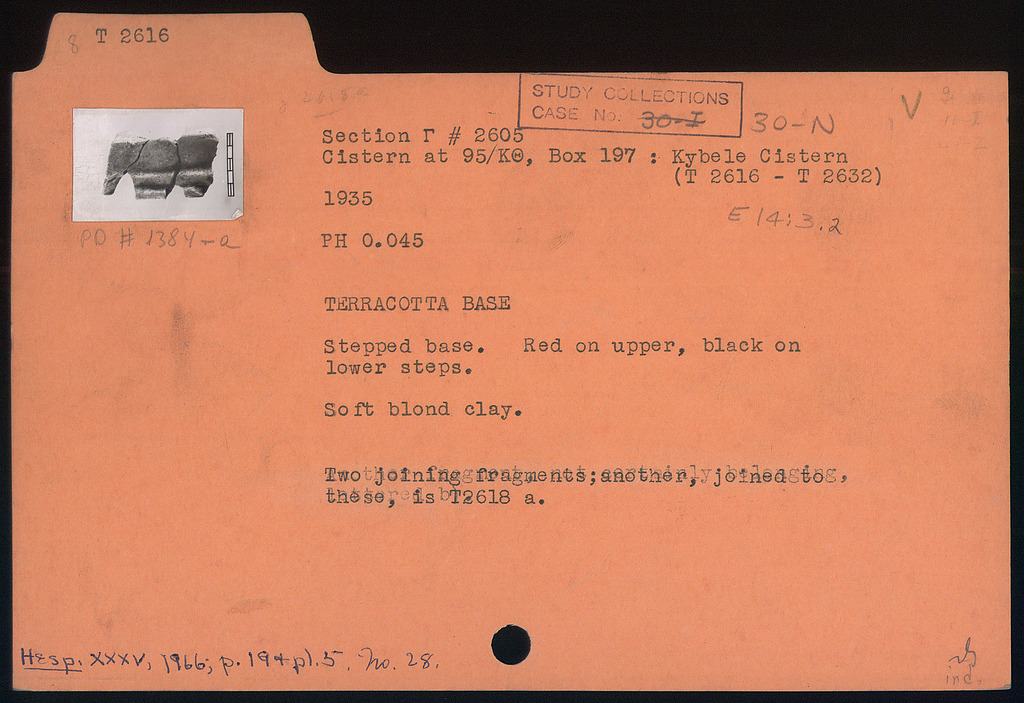 8 T 2616
STUDY COLLECTIONS
CASE No. 30-I
30-N
Section Γ # 2605
Cistern at 95/ΚΘ, Box 197 : Kybele Cistern
(T 2616 - T 2632)
1935
E 14:3.2
PD # 1384-a
PH 0.045
TERRACOTTA BASE
Stepped base. Red on upper, black on
lower steps.
Soft blond clay.
Two joining fragments; another, joined to
these, is T2618 a.
Hesp. XXXV, 1966; p. 19 + pl. 5, No. 28.
ind.